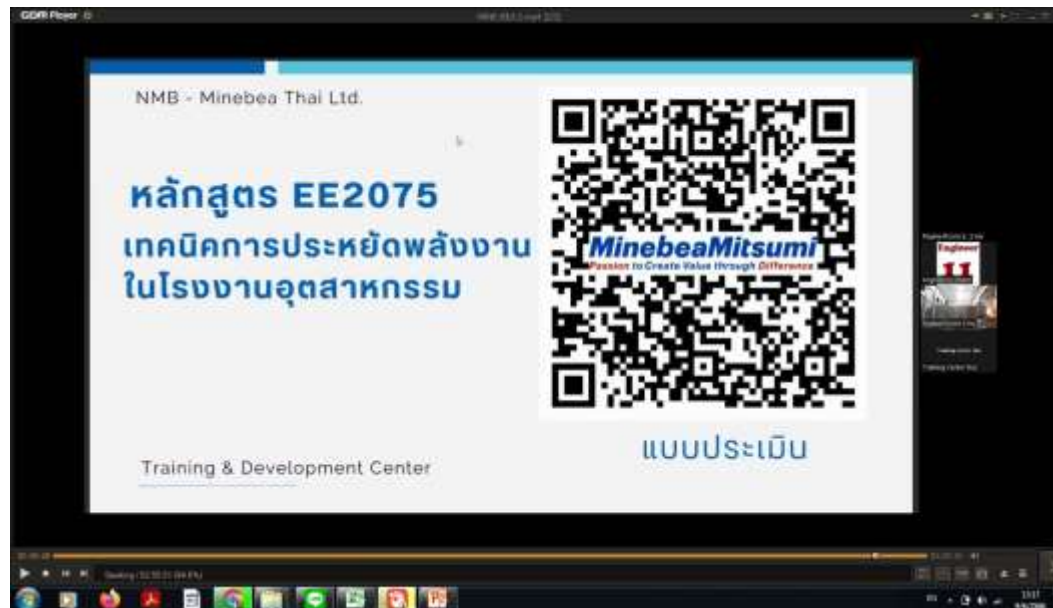 GOM Player
NMB - Minebea Thai Ltd.
หลักสูตร EE2075
เทคนิคการประหยัดพลังงาน
ในโรงงานอุตสาหกรรม
MinebeaMitsumi
Passion to Create Value through Difference
แบบประเมิน
Training & Development Center
Engineer
11